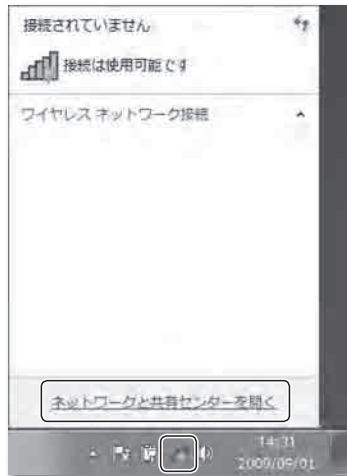 接続されていません
接続は使用可能です
ワイヤレス ネットワーク接続
ネットワークと共有センターを開く
14:31
2009/09/01